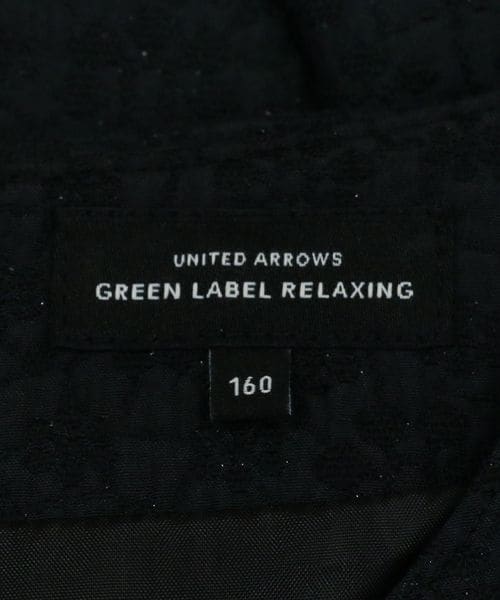 UNITED ARROWS
GREEN LABEL RELAXING
160